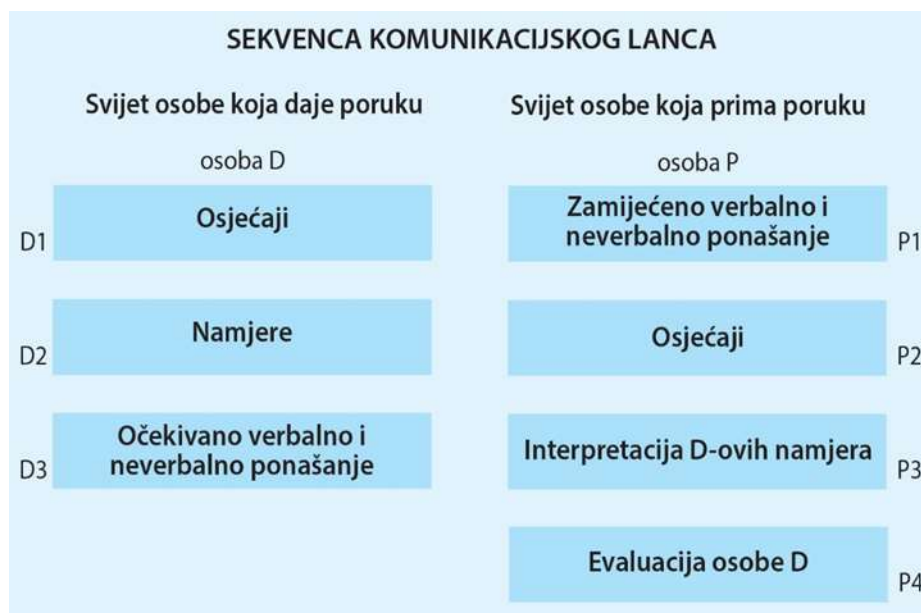 SEKVENCA KOMUNIKACIJSKOG LANCA
Svijet osobe koja daje poruku
osoba D
D1
Osjećaji
D2
Namjere
D3
Očekivano verbalno i
neverbalno ponašanje
Svijet osobe koja prima poruku
osoba P
Zamijećeno verbalno i
neverbalno ponašanje
P1
Osjećaji
P2
Interpretacija D-ovih namjera
P3
Evaluacija osobe D
P4